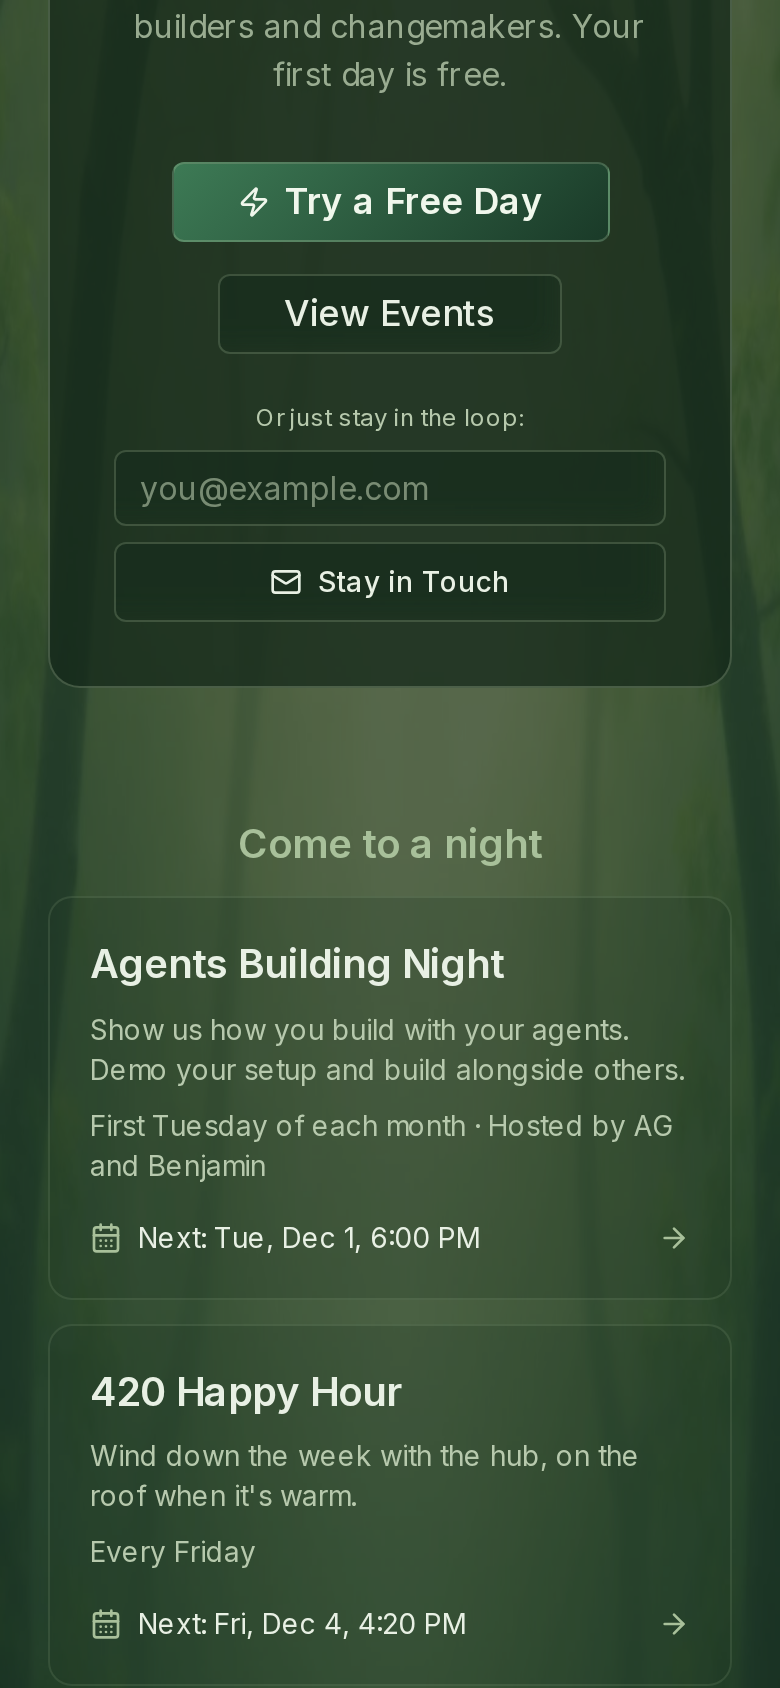 builders and changemakers. Your
first day is free.
Try a Free Day
View Events
Or just stay in the loop:
you@example.com
Stay in Touch
Come to a night
Agents Building Night
Show us how you build with your agents.
Demo your setup and build alongside others.
First Tuesday of each month · Hosted by AG
and Benjamin
Next: Tue, Dec 1, 6:00 PM
420 Happy Hour
Wind down the week with the hub, on the
roof when it's warm.
Every Friday
Next: Fri, Dec 4, 4:20 PM